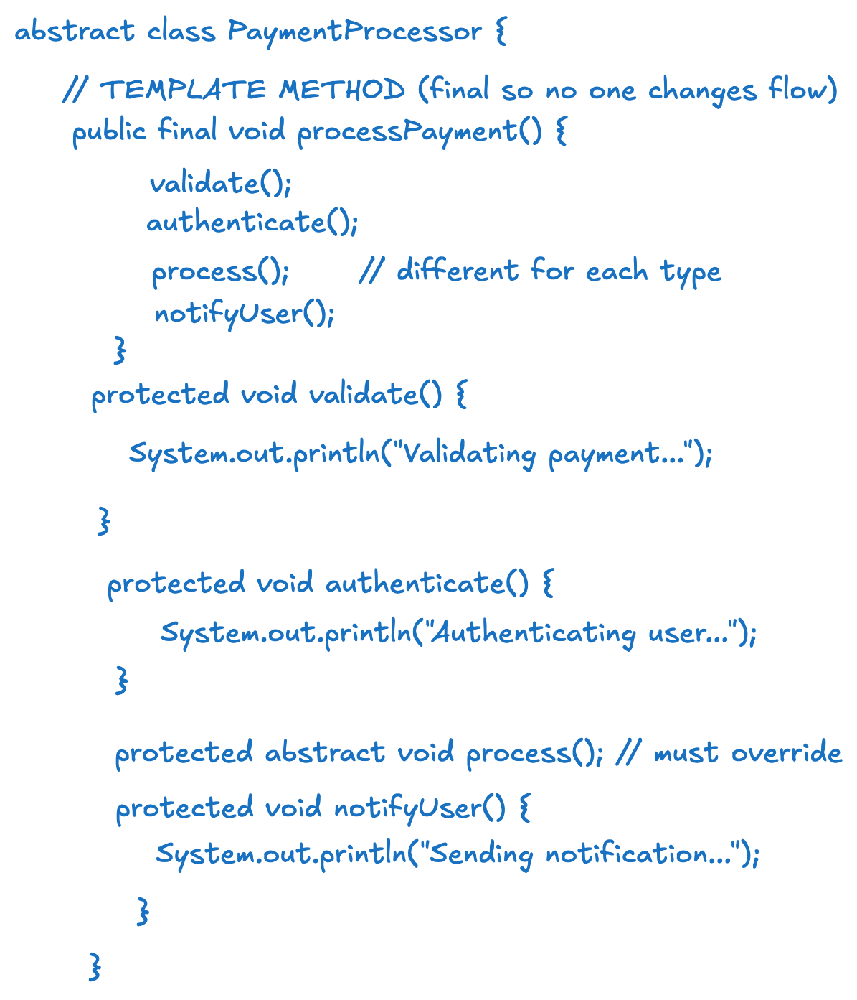 abstract class PaymentProcessor {
// TEMPLATE METHOD (final so no one changes flow)
public final void processPayment() {
validate();
authenticate();
process(); // different for each type
notifyUser();
}
protected void validate() {
System.out.println("Validating payment...");
}
protected void authenticate() {
System.out.println("Authenticating user...");
}
protected abstract void process(); // must override
protected void notifyUser() {
System.out.println("Sending notification...");
}
}